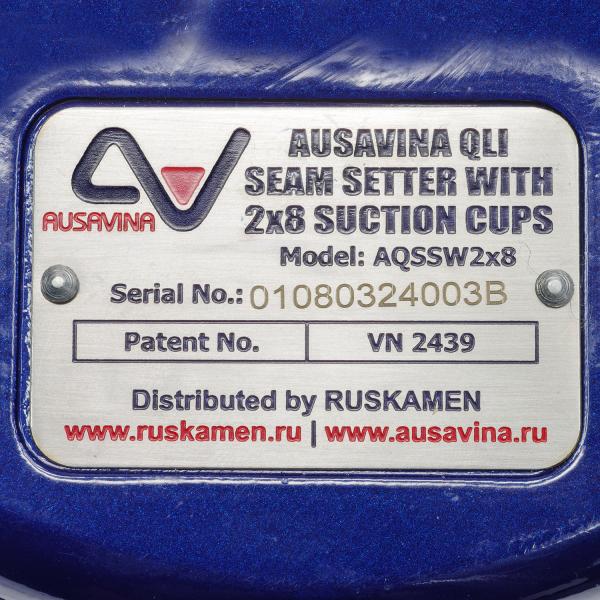 AUSAVINA
AUSAVINA QLI
SEAM SETTER WITH
2x8 SUCTION CUPS
Model: AQSSW2x8
Serial No.: 01080324003B
Patent No. VN 2439
Distributed by RUSKAMEN
www.ruskamen.ru | www.ausavina.ru